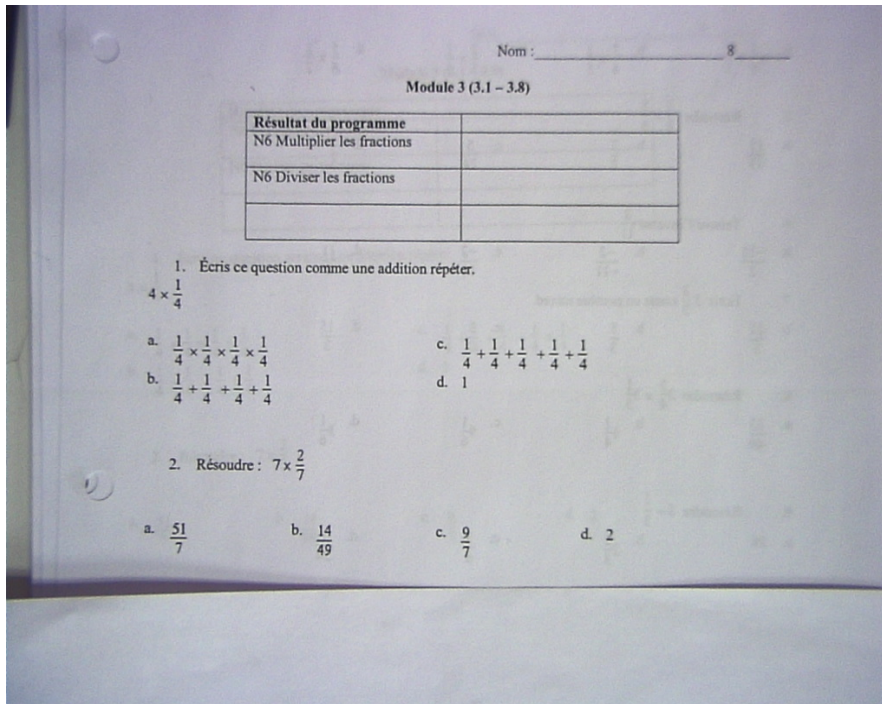 Nom :____________________8______
Module 3 (3.1 – 3.8)
Résultat du programme
N6 Multiplier les fractions
N6 Diviser les fractions
1. Écris ce question comme une addition répéter.
4 × 1/4
a. 1/4 × 1/4 × 1/4 × 1/4
c. 1/4 + 1/4 + 1/4 + 1/4 + 1/4
b. 1/4 + 1/4 + 1/4 + 1/4
d. 1
2. Résoudre : 7 × 2/7
a. 51/7 b. 14/49 c. 9/7 d. 2